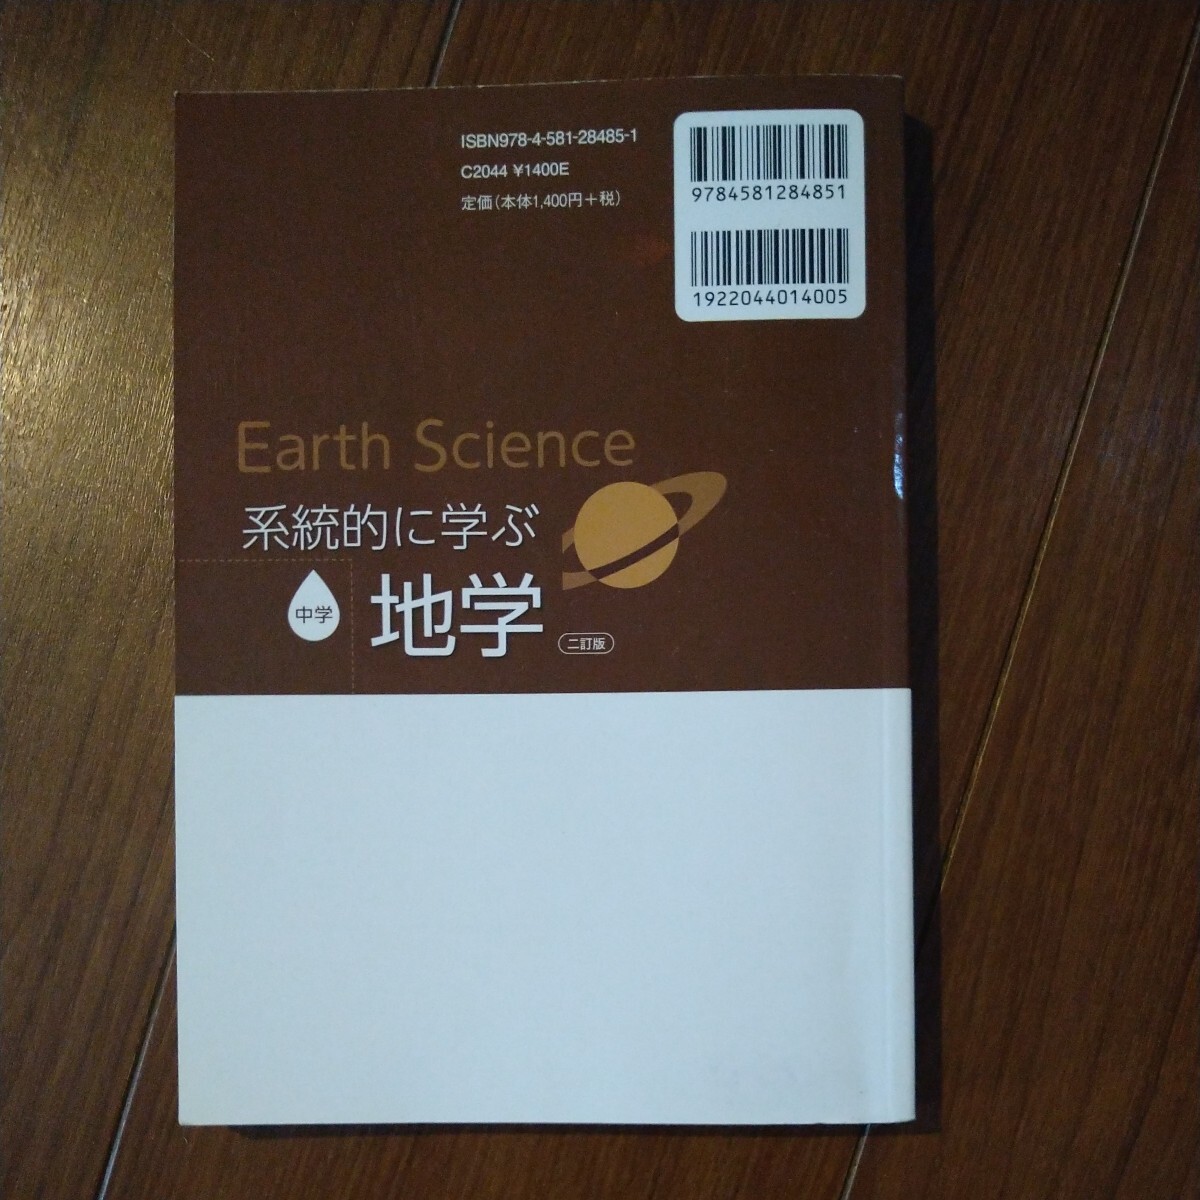 ISBN978-4-581-28485-1
C2044 ¥1400E
定価(本体1,400円+税)
9784581284851
1922044014005
Earth Science
系統的に学ぶ
中学
地学
二訂版